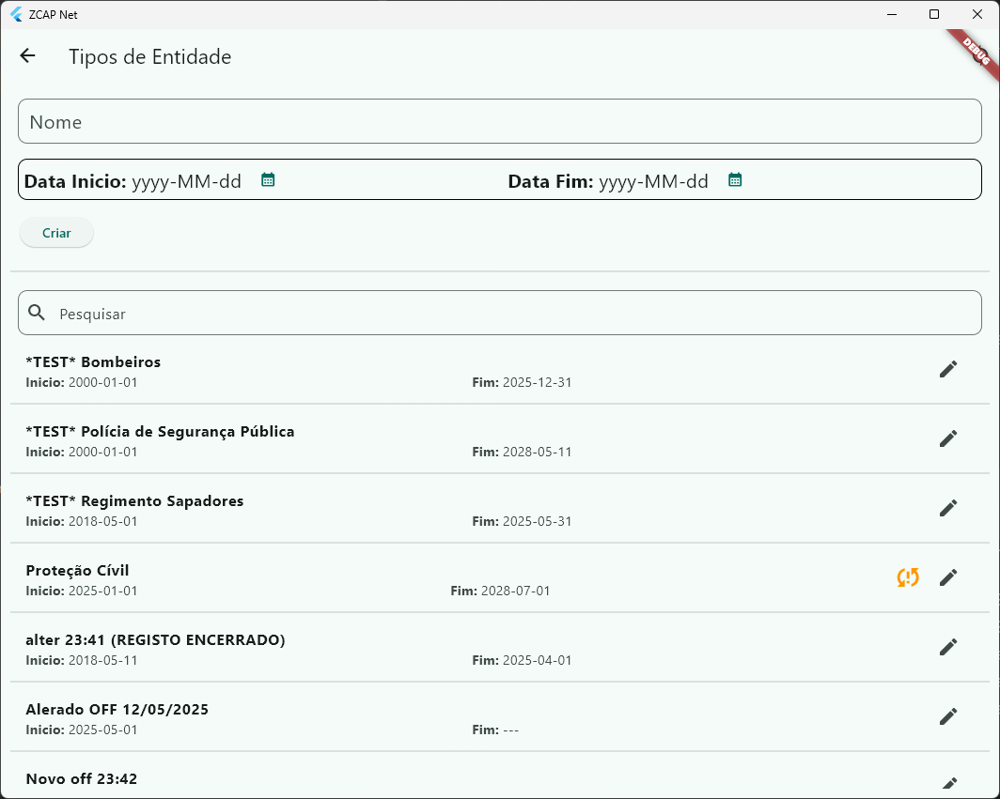 ZCAP Net
DEBUG
Tipos de Entidade
Nome
Data Inicio: yyyy-MM-dd Data Fim: yyyy-MM-dd
Criar
Pesquisar
*TEST* Bombeiros
Inicio: 2000-01-01 Fim: 2025-12-31
*TEST* Polícia de Segurança Pública
Inicio: 2000-01-01 Fim: 2028-05-11
*TEST* Regimento Sapadores
Inicio: 2018-05-01 Fim: 2025-05-31
Proteção Cívil
Inicio: 2025-01-01 Fim: 2028-07-01
alter 23:41 (REGISTO ENCERRADO)
Inicio: 2018-05-11 Fim: 2025-04-01
Alerado OFF 12/05/2025
Inicio: 2025-05-01 Fim: ---
Novo off 23:42